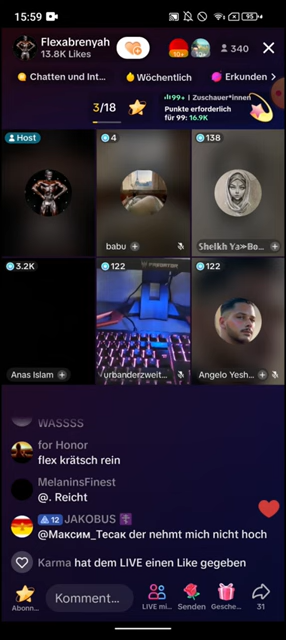 15:59
95
Flexabrenyah
13.8K Likes
10+
10+
340
Chatten und Int...
Wöchentlich
Erkunden
3/18
99+ | Zuschauer*innen
Punkte erforderlich
für 99: 16.9K
Host
4
138
babu
Sheikh Ya≫Bo...
3.2K
122
122
Anas Islam
urbanderzweit...
Angelo Yesh...
WASSSS
for Honor
flex krätsch rein
MelaninsFinest
@. Reicht
12 JAKOBUS
@Максим_Тесак der nehmt mich nicht hoch
Karma hat dem LIVE einen Like gegeben
Abonn...
Komment...
LIVE mi...
Senden
Gesche...
31